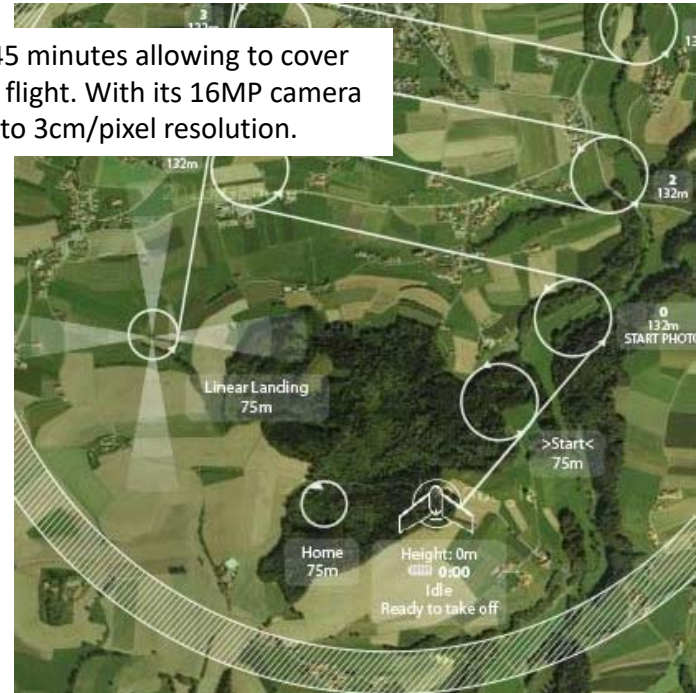 3
132m
45 minutes allowing to cover
flight. With its 16MP camera
to 3cm/pixel resolution.
132m
2
132m
0
132m
START PHOTO
Linear Landing
75m
>Start<
75m
Home
75m
Height: 0m
0:00
Idle
Ready to take off